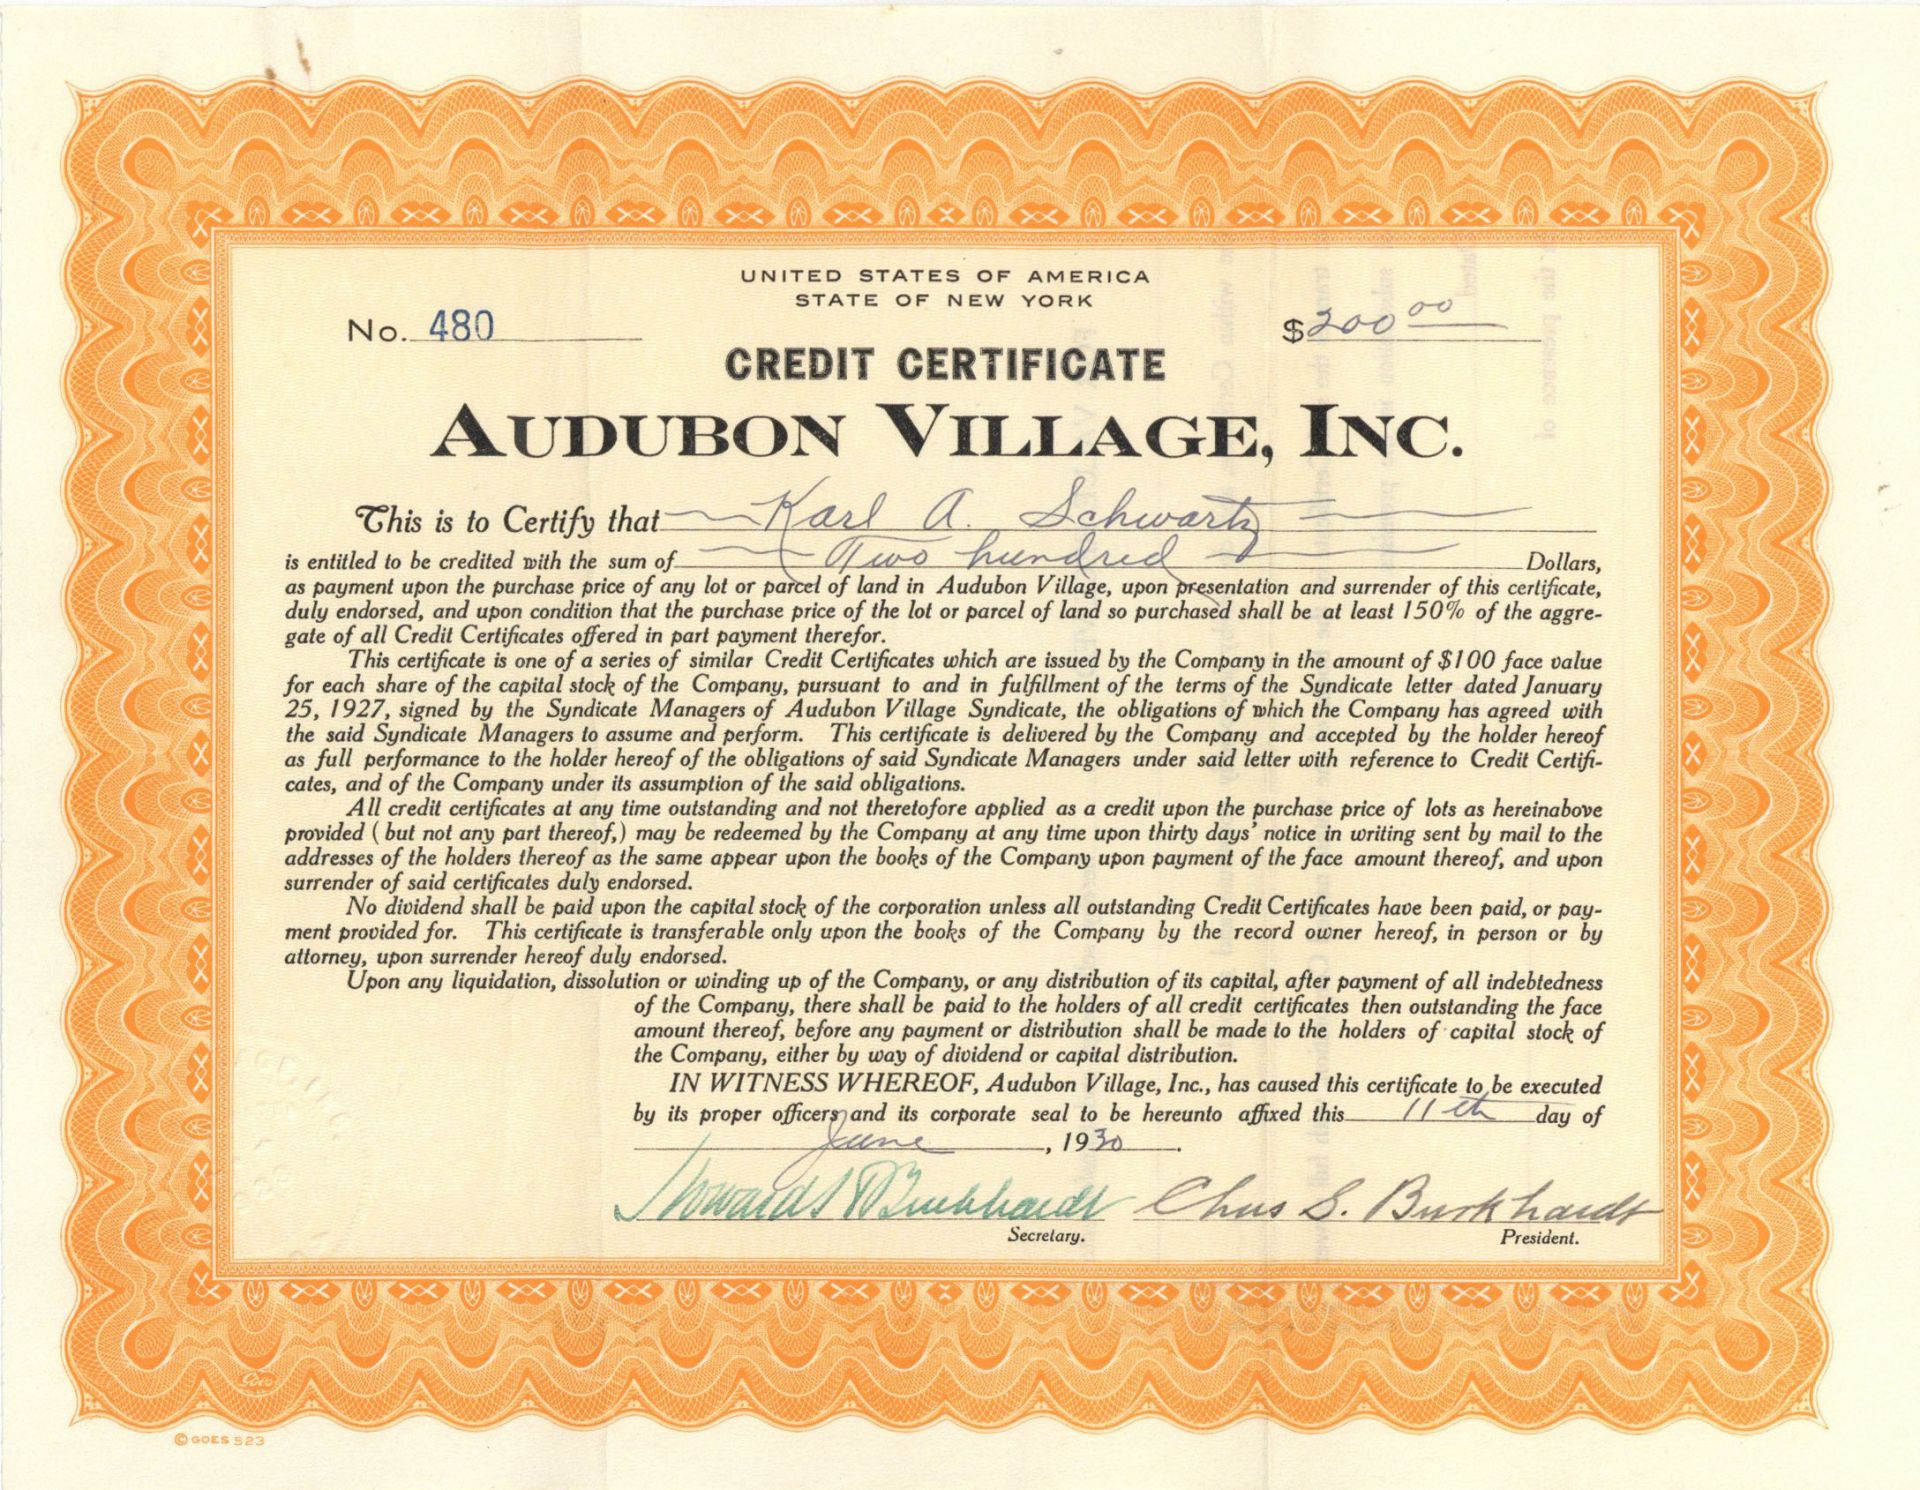 UNITED STATES OF AMERICA
STATE OF NEW YORK
No. 480
$200 00
CREDIT CERTIFICATE
AUDUBON VILLAGE, INC.
This is to Certify that Karl A. Schwartz
is entitled to be credited with the sum of Two hundred Dollars,
as payment upon the purchase price of any lot or parcel of land in Audubon Village, upon presentation and surrender of this certificate,
duly endorsed, and upon condition that the purchase price of the lot or parcel of land so purchased shall be at least 150% of the aggre-
gate of all Credit Certificates offered in part payment therefor.
This certificate is one of a series of similar Credit Certificates which are issued by the Company in the amount of $100 face value
for each share of the capital stock of the Company, pursuant to and in fulfillment of the terms of the Syndicate letter dated January
25, 1927, signed by the Syndicate Managers of Audubon Village Syndicate, the obligations of which the Company has agreed with
the said Syndicate Managers to assume and perform. This certificate is delivered by the Company and accepted by the holder hereof
as full performance to the holder hereof of the obligations of said Syndicate Managers under said letter with reference to Credit Certifi-
cates, and of the Company under its assumption of the said obligations.
All credit certificates at any time outstanding and not theretofore applied as a credit upon the purchase price of lots as hereinabove
provided (but not any part thereof,) may be redeemed by the Company at any time upon thirty days' notice in writing sent by mail to the
addresses of the holders thereof as the same appear upon the books of the Company upon payment of the face amount thereof, and upon
surrender of said certificates duly endorsed.
No dividend shall be paid upon the capital stock of the corporation unless all outstanding Credit Certificates have been paid, or pay-
ment provided for. This certificate is transferable only upon the books of the Company by the record owner hereof, in person or by
attorney, upon surrender hereof duly endorsed.
Upon any liquidation, dissolution or winding up of the Company, or any distribution of its capital, after payment of all indebtedness
of the Company, there shall be paid to the holders of all credit certificates then outstanding the face
amount thereof, before any payment or distribution shall be made to the holders of capital stock of
the Company, either by way of dividend or capital distribution.
IN WITNESS WHEREOF, Audubon Village, Inc., has caused this certificate to be executed
by its proper officers and its corporate seal to be hereunto affixed this 11th day of
June, 1930.
Howard S Burkhardt Chas S. Burkhardt
Secretary. President.
Goes
© GOES 523